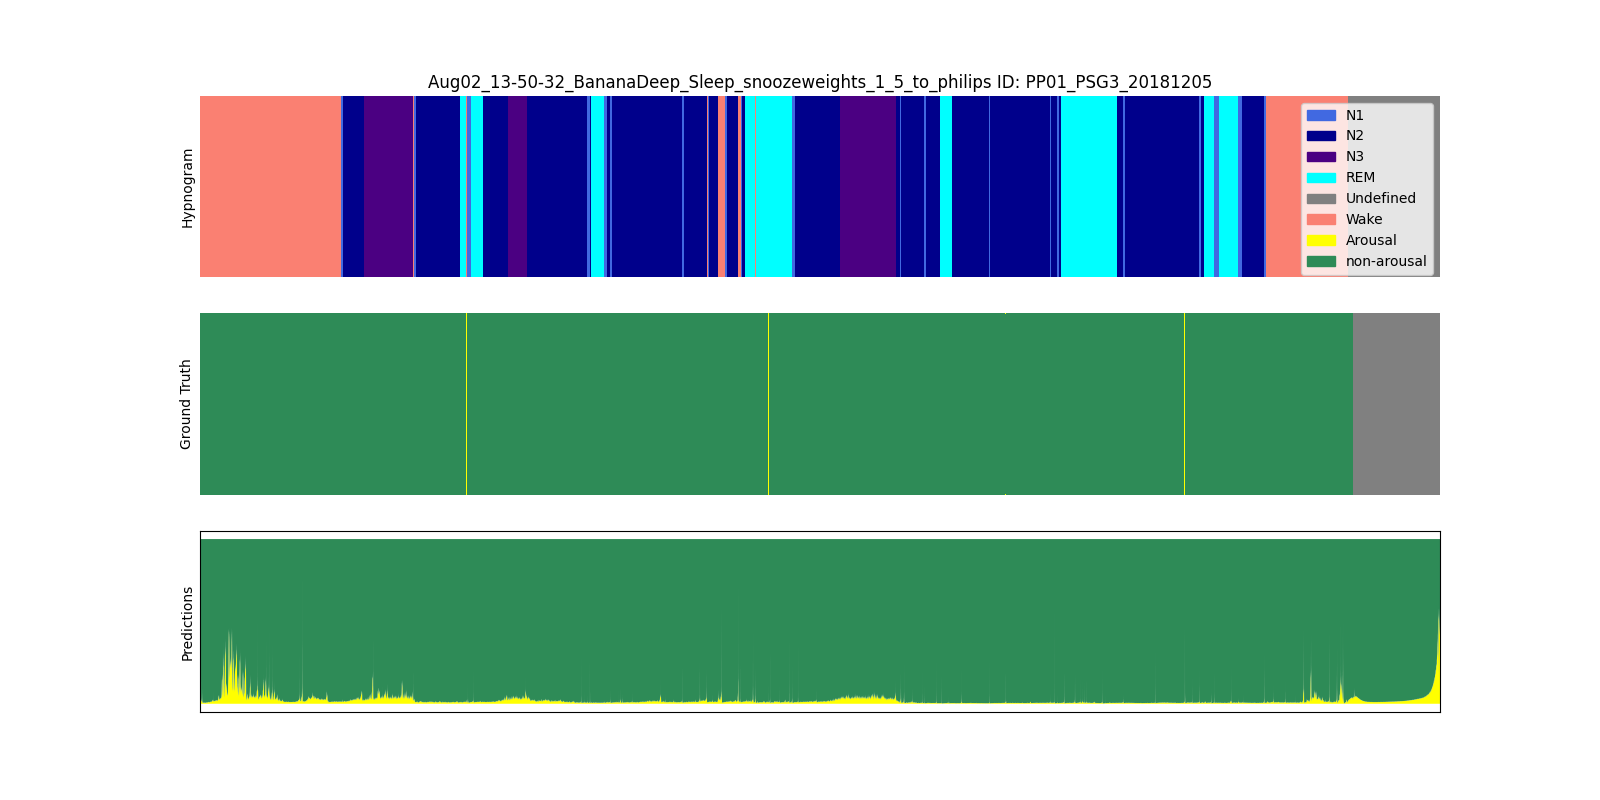 Aug02_13-50-32_BananaDeep_Sleep_snoozeweights_1_5_to_philips ID: PP01_PSG3_20181205
Hypnogram
N1
N2
N3
REM
Undefined
Wake
Arousal
non-arousal
Ground Truth
Predictions